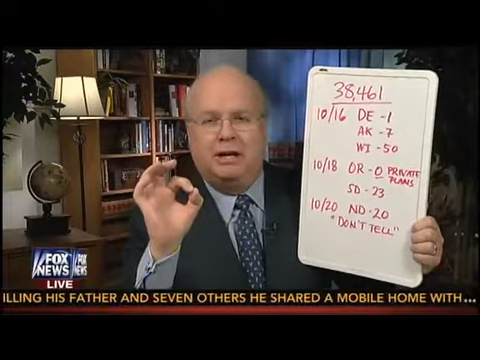 38,461
10/16 DE -1
AK -7
WI -50
10/18 OR -0 PRIVATE PLANS
SD -23
10/20 ND -20
"DON'T TELL"
FOX
NEWS
FOX
NEWS
LIVE
ILLING HIS FATHER AND SEVEN OTHERS HE SHARED A MOBILE HOME WITH...